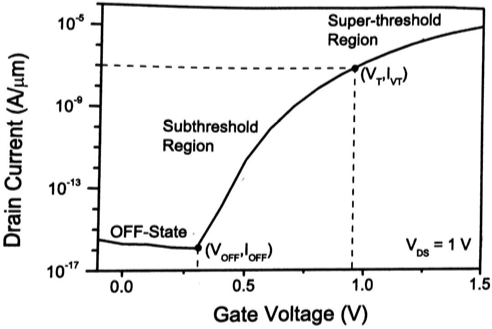 Super-threshold
Region
(V_T,I_VT)
Subthreshold
Region
OFF-State
(V_OFF,I_OFF)
V_DS = 1 V
Drain Current (A/μm)
10^-5
10^-9
10^-13
10^-17
0.0
0.5
1.0
1.5
Gate Voltage (V)